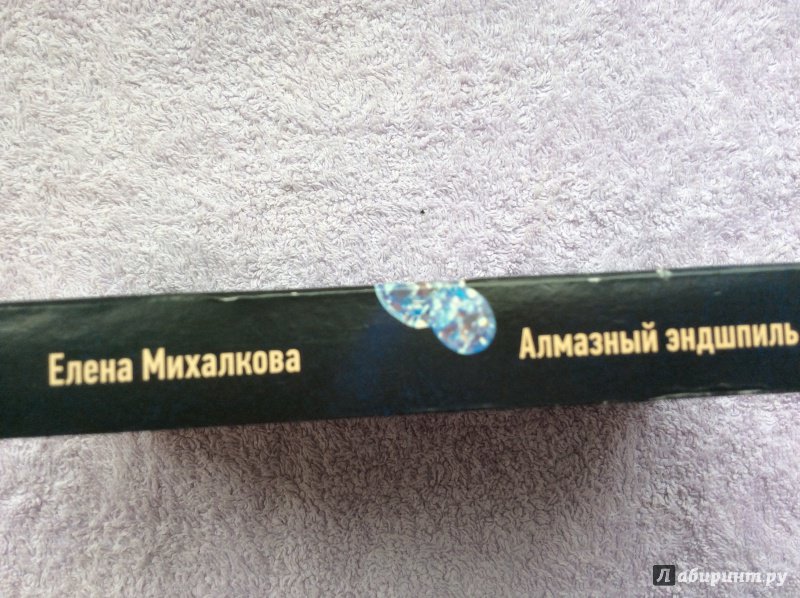 Елена Михалкова
Алмазный эндшпиль
Лабиринт.ру